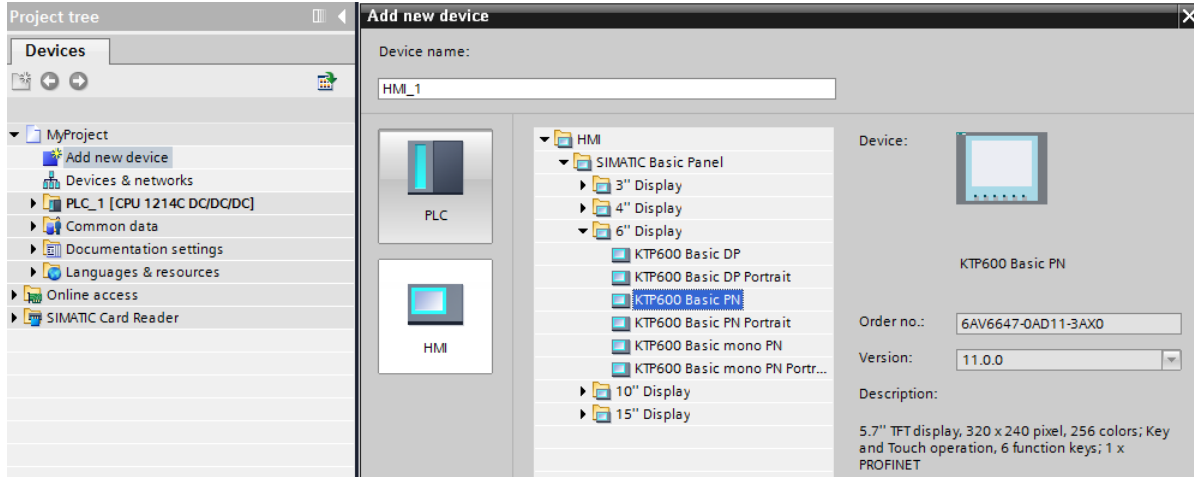 Project tree
Devices
MyProject
Add new device
Devices & networks
PLC_1 [CPU 1214C DC/DC/DC]
Common data
Documentation settings
Languages & resources
Online access
SIMATIC Card Reader
Add new device
Device name:
HMI_1
PLC
HMI
HMI
SIMATIC Basic Panel
3" Display
4" Display
6" Display
KTP600 Basic DP
KTP600 Basic DP Portrait
KTP600 Basic PN
KTP600 Basic PN Portrait
KTP600 Basic mono PN
KTP600 Basic mono PN Portr...
10" Display
15" Display
Device:
KTP600 Basic PN
Order no.: 6AV6647-0AD11-3AX0
Version: 11.0.0
Description:
5.7" TFT display, 320 x 240 pixel, 256 colors; Key
and Touch operation, 6 function keys; 1 x
PROFINET